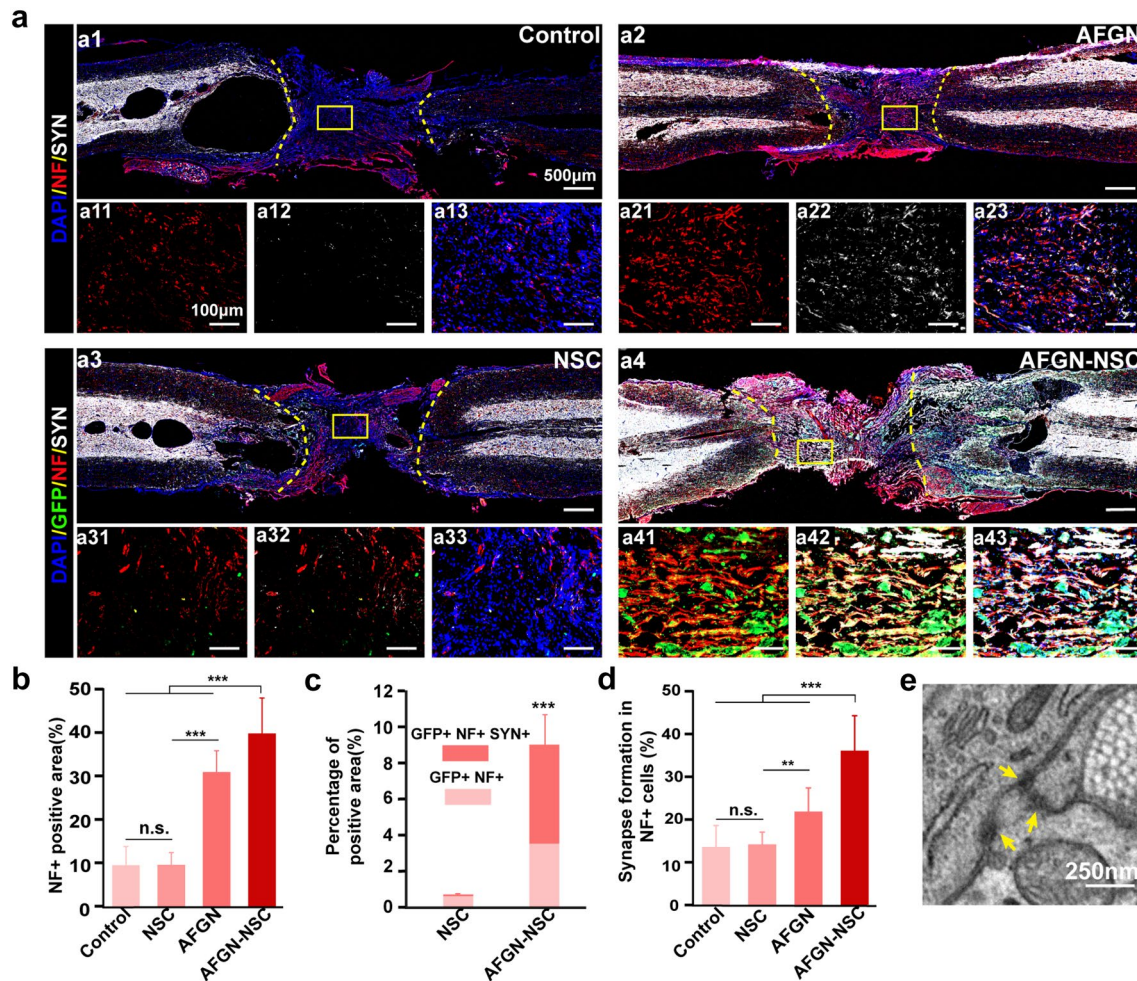 a
a1
Control
a2
AFGN
DAPI/NF/SYN
500μm
a11
a12
a13
a21
a22
a23
100μm
a3
NSC
a4
AFGN-NSC
DAPI/GFP/NF/SYN
a31
a32
a33
a41
a42
a43
b
NF+ positive area(%)
50
40
30
20
10
0
n.s.
***
***
Control
NSC
AFGN
AFGN-NSC
c
Percentage of
positive area(%)
12
10
8
6
4
2
0
GFP+ NF+ SYN+
GFP+ NF+
***
NSC
AFGN-NSC
d
Synapse formation in
NF+ cells (%)
50
40
30
20
10
0
n.s.
**
***
Control
NSC
AFGN
AFGN-NSC
e
250nm